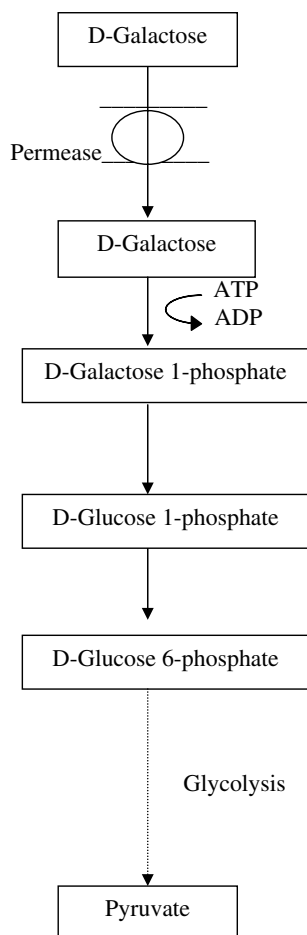 D-Galactose
Permease
D-Galactose
ATP
ADP
D-Galactose 1-phosphate
D-Glucose 1-phosphate
D-Glucose 6-phosphate
Glycolysis
Pyruvate